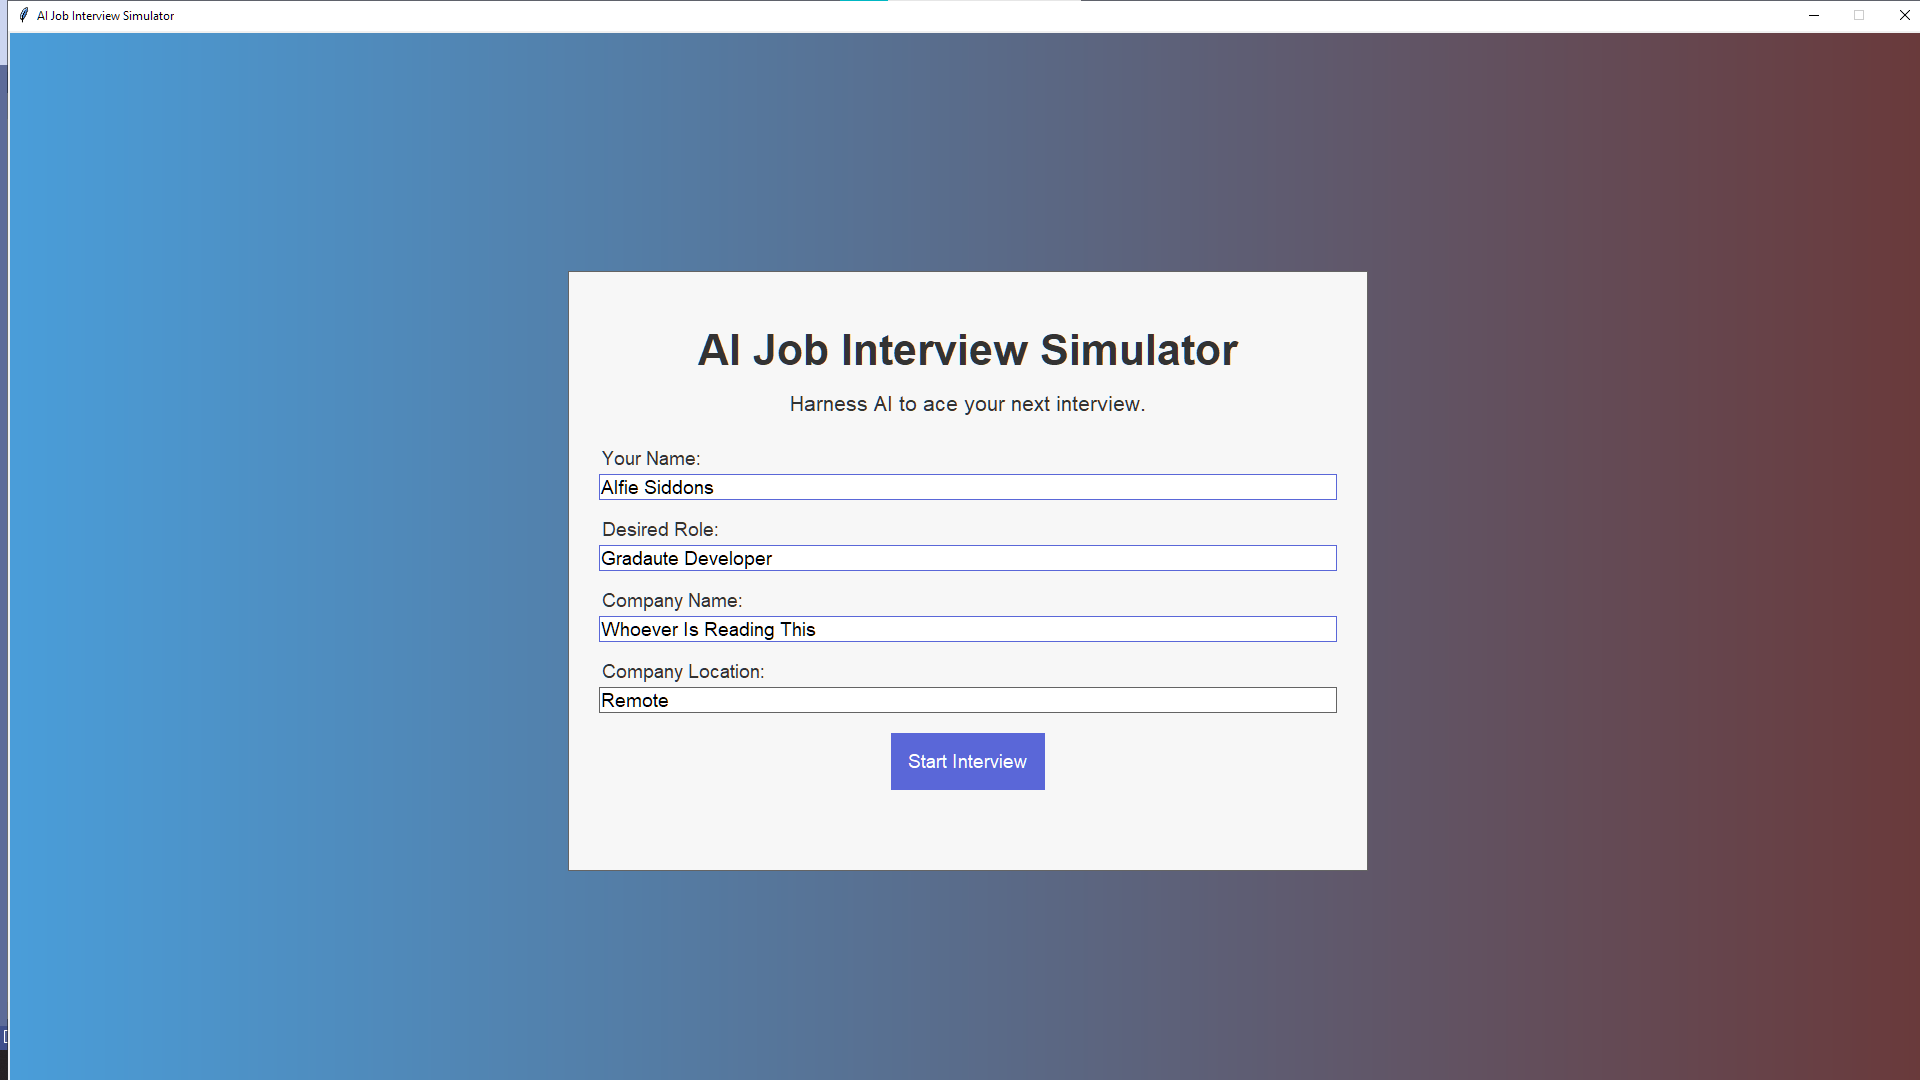 AI Job Interview Simulator
AI Job Interview Simulator
Harness AI to ace your next interview.
Your Name:
Alfie Siddons
Desired Role:
Gradaute Developer
Company Name:
Whoever Is Reading This
Company Location:
Remote
Start Interview